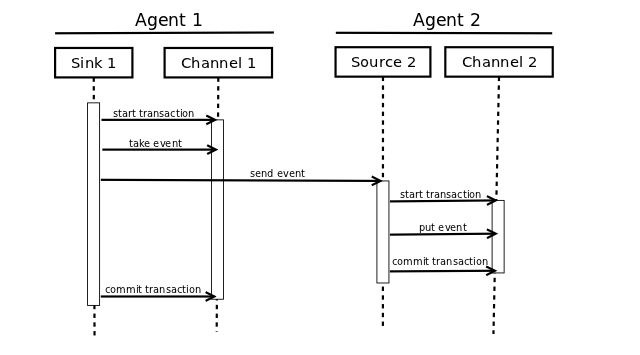 Agent 1
Agent 2
Sink 1
Channel 1
Source 2
Channel 2
start transaction
take event
send event
start transaction
put event
commit transaction
commit transaction